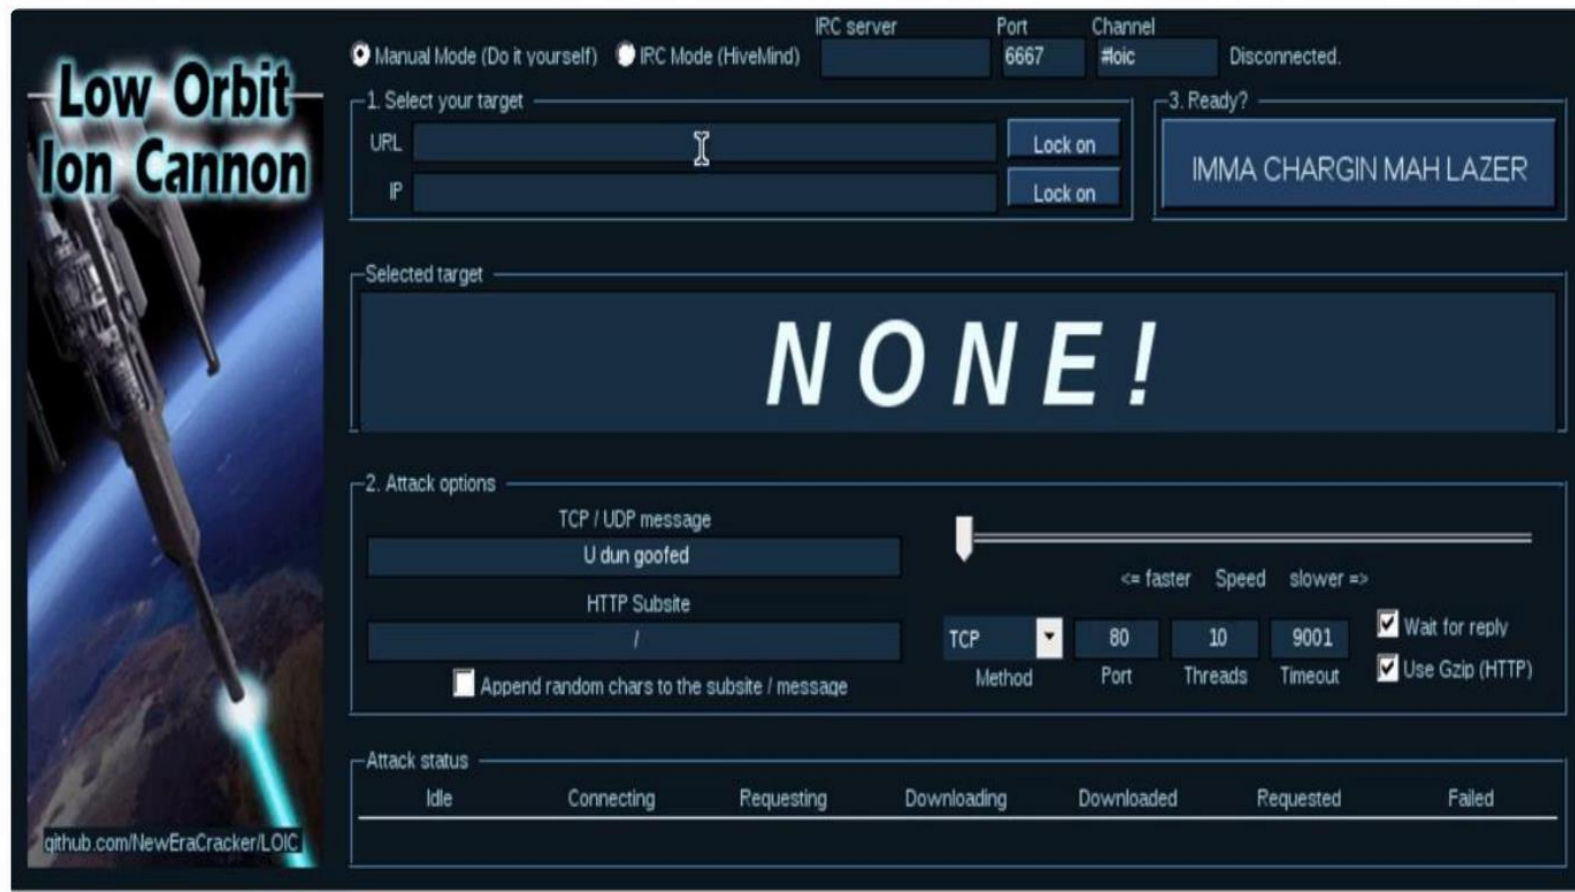 Low Orbit
Ion Cannon
github.com/NewEraCracker/LOIC
IRC server Port Channel
Manual Mode (Do it yourself) IRC Mode (HiveMind) 6667 #loic Disconnected.
1. Select your target
URL Lock on
IP Lock on
3. Ready?
IMMA CHARGIN MAH LAZER
Selected target
NONE!
2. Attack options
TCP / UDP message
U dun goofed
HTTP Subsite
/
Append random chars to the subsite / message
<= faster Speed slower =>
TCP 80 10 9001 Wait for reply
Method Port Threads Timeout Use Gzip (HTTP)
Attack status
Idle Connecting Requesting Downloading Downloaded Requested Failed